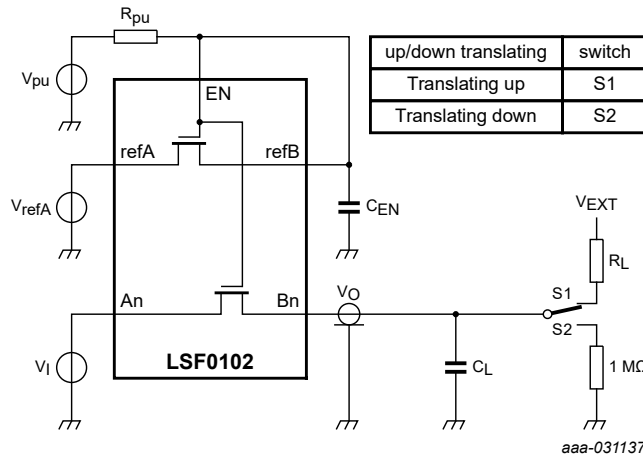 Rpu
Vpu
EN
refA
refB
VrefA
CEN
up/down translating switch
Translating up S1
Translating down S2
VEXT
RL
S1
S2
An
Bn
VO
VI
LSF0102
CL
1 MΩ
aaa-031137